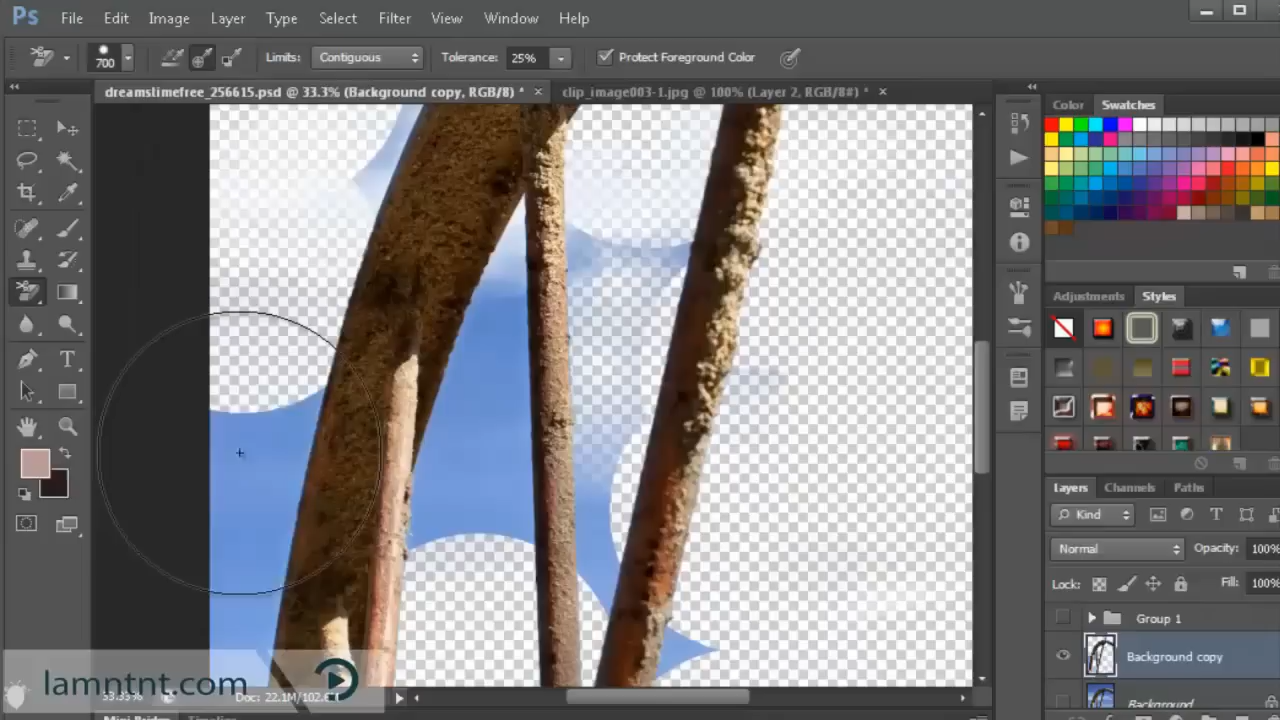 Ps File Edit Image Layer Type Select Filter View Window Help
700 Limits: Contiguous Tolerance: 25% Protect Foreground Color
dreamslimefree_256615.psd @ 33.3% (Background copy, RGB/8) * × clip_image003-1.jpg @ 100% (Layer 2, RGB/8#) * ×
Color Swatches
Adjustments Styles
Layers Channels Paths
Kind
Normal Opacity: 100%
Lock: Fill: 100%
Group 1
Background copy
Background
lamntnt.com
33.33% Doc: 22.1M/102.
Mini Bridge Timeline